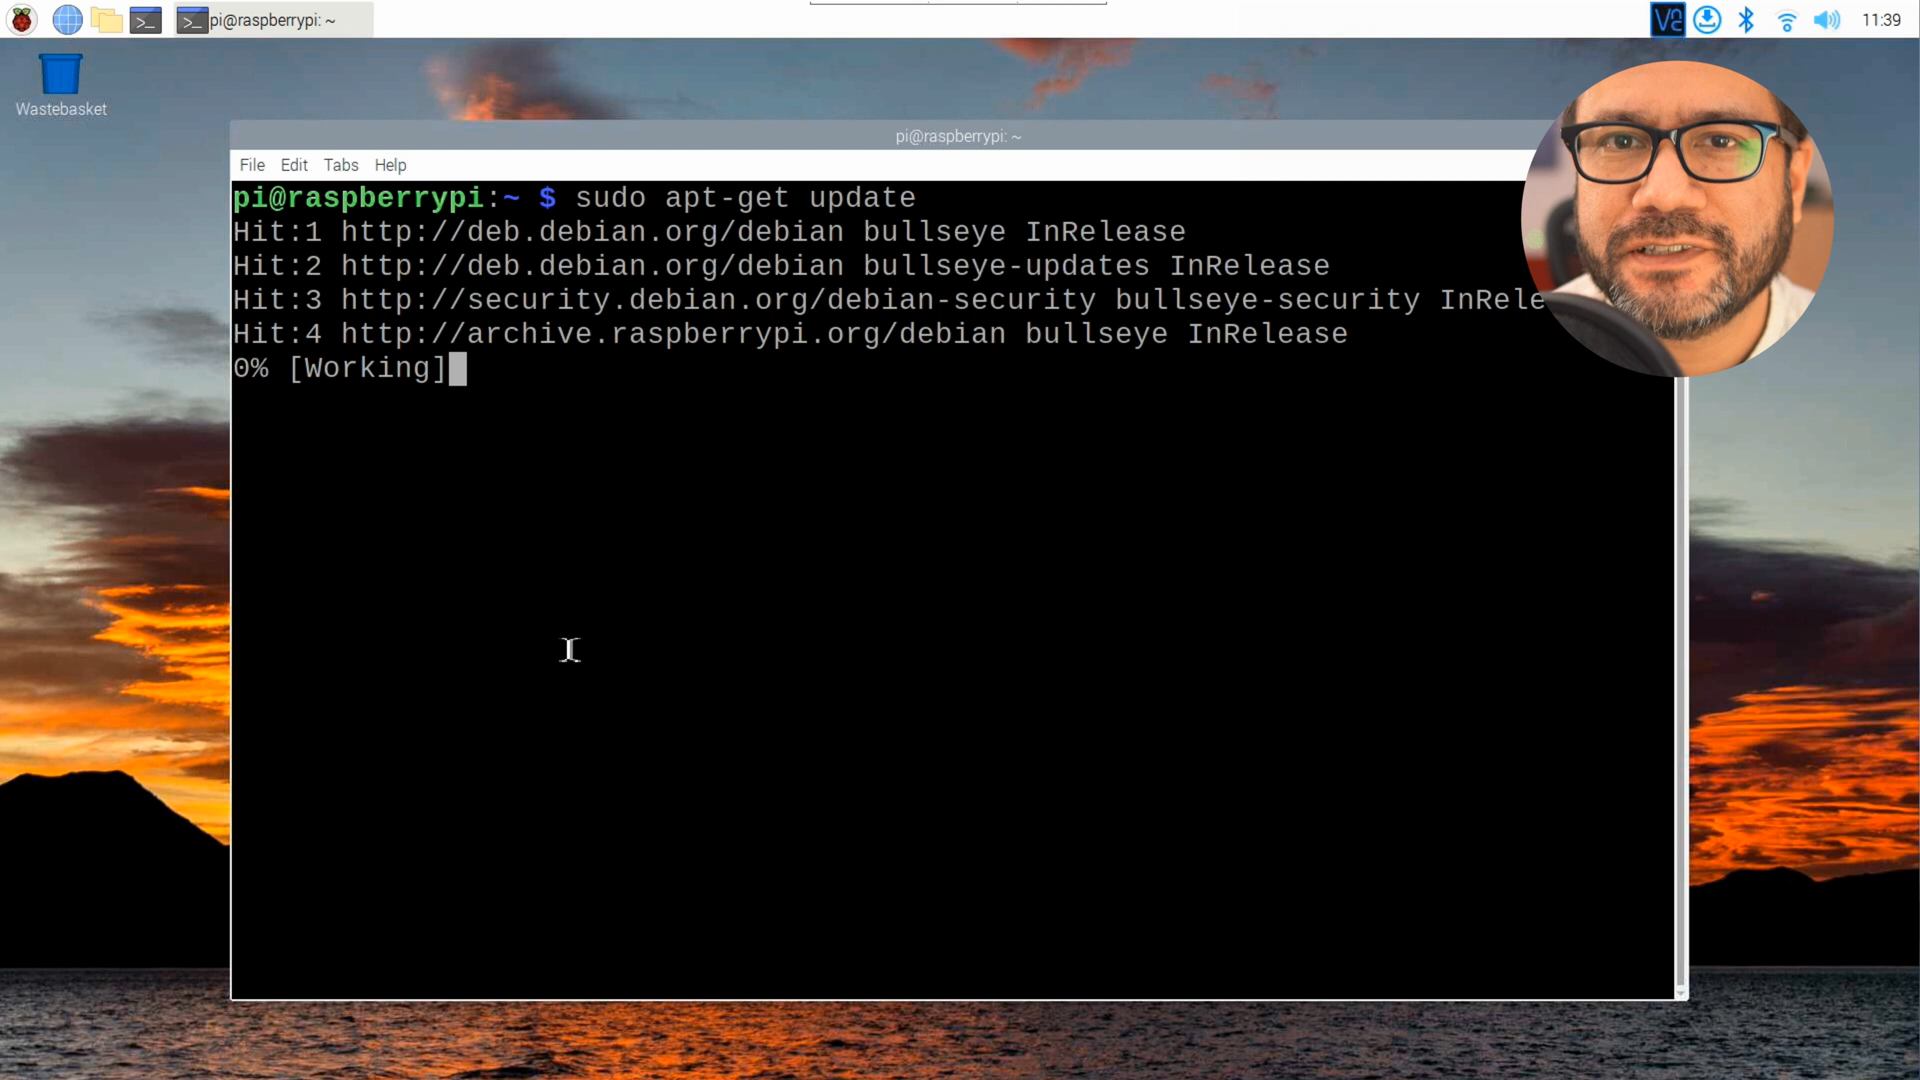 pi@raspberrypi: ~
11:39
Wastebasket
pi@raspberrypi: ~
File Edit Tabs Help
pi@raspberrypi:~ $ sudo apt-get update
Hit:1 http://deb.debian.org/debian bullseye InRelease
Hit:2 http://deb.debian.org/debian bullseye-updates InRelease
Hit:3 http://security.debian.org/debian-security bullseye-security InRele
Hit:4 http://archive.raspberrypi.org/debian bullseye InRelease
0% [Working]